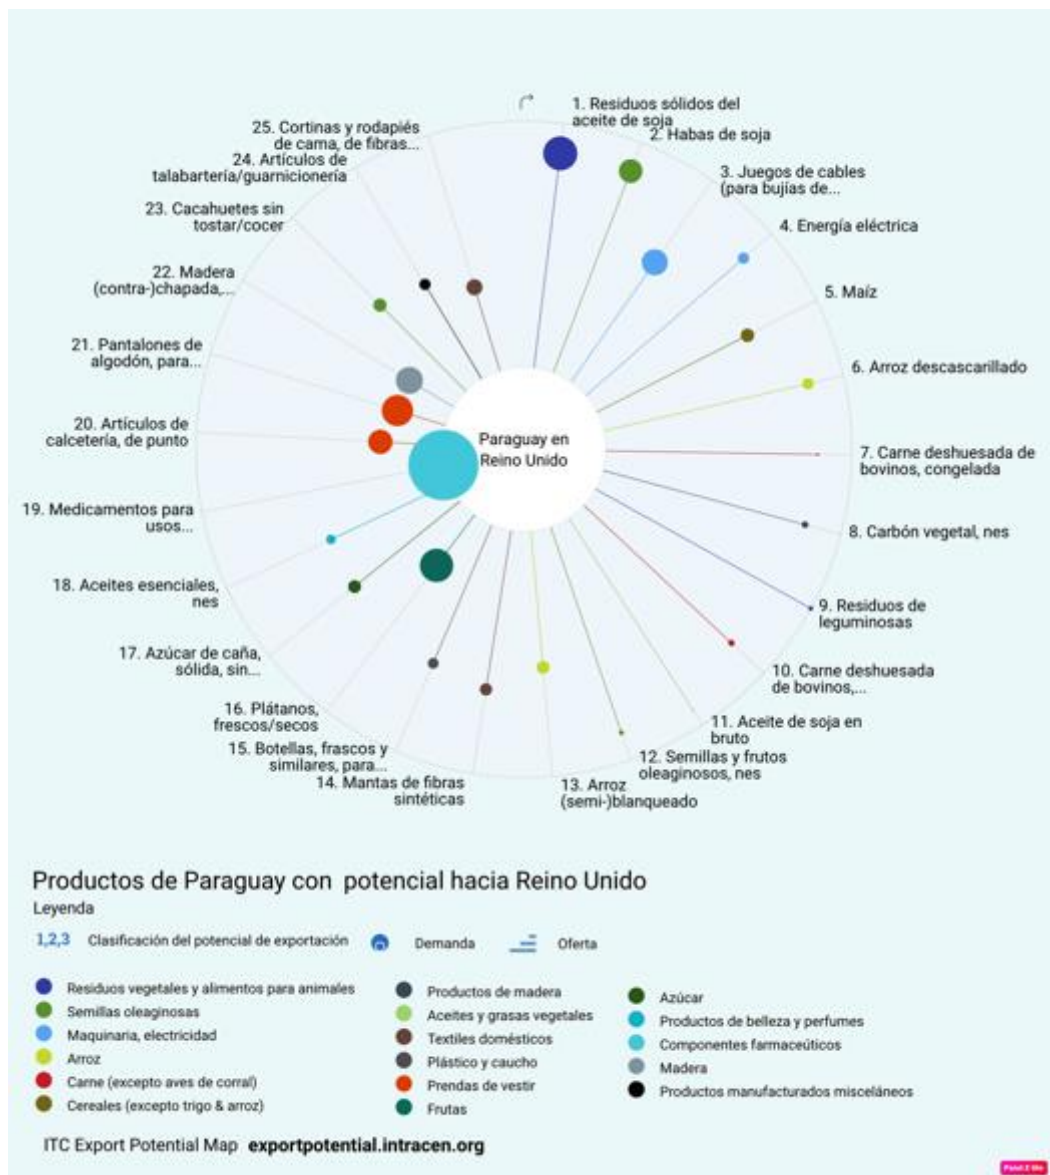 1. Residuos sólidos del
aceite de soja
2. Habas de soja
3. Juegos de cables
(para bujías de...
4. Energía eléctrica
5. Maíz
6. Arroz descascarillado
7. Carne deshuesada de
bovinos, congelada
8. Carbón vegetal, nes
9. Residuos de
leguminosas
10. Carne deshuesada
de bovinos,...
11. Aceite de soja en
bruto
12. Semillas y frutos
oleaginosos, nes
13. Arroz
(semi-)blanqueado
14. Mantas de fibras
sintéticas
15. Botellas, frascos y
similares, para...
16. Plátanos,
frescos/secos
17. Azúcar de caña,
sólida, sin...
18. Aceites esenciales,
nes
19. Medicamentos para
usos...
20. Artículos de
calcetería, de punto
21. Pantalones de
algodón, para...
22. Madera
(contra-)chapada,...
23. Cacahuetes sin
tostar/cocer
24. Artículos de
talabartería/guarnicionería
25. Cortinas y rodapiés
de cama, de fibras...
Paraguay en
Reino Unido
Productos de Paraguay con potencial hacia Reino Unido
Leyenda
1,2,3 Clasificación del potencial de exportación Demanda Oferta
Residuos vegetales y alimentos para animales
Semillas oleaginosas
Maquinaria, electricidad
Arroz
Carne (excepto aves de corral)
Cereales (excepto trigo & arroz)
Productos de madera
Aceites y grasas vegetales
Textiles domésticos
Plástico y caucho
Prendas de vestir
Frutas
Azúcar
Productos de belleza y perfumes
Componentes farmaceúticos
Madera
Productos manufacturados misceláneos
ITC Export Potential Map exportpotential.intracen.org